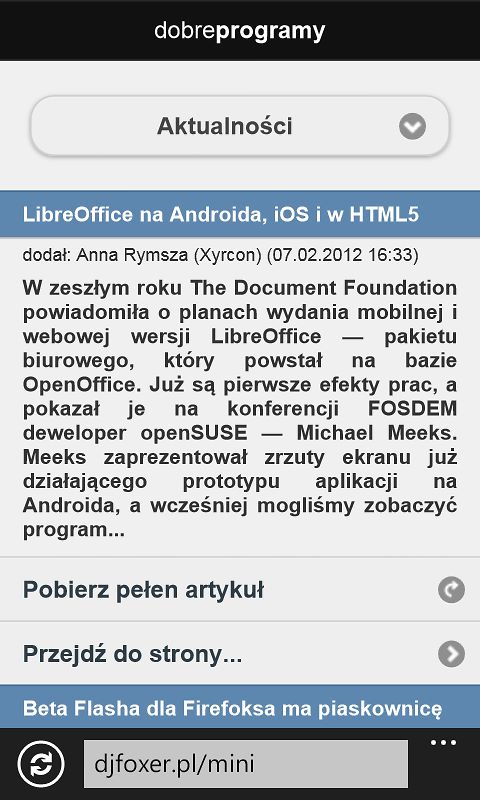 dobreprogramy
Aktualności
LibreOffice na Androida, iOS i w HTML5
dodał: Anna Rymsza (Xyrcon) (07.02.2012 16:33)
W zeszłym roku The Document Foundation
powiadomiła o planach wydania mobilnej i
webowej wersji LibreOffice — pakietu
biurowego, który powstał na bazie
OpenOffice. Już są pierwsze efekty prac, a
pokazał je na konferencji FOSDEM
deweloper openSUSE — Michael Meeks.
Meeks zaprezentował zrzuty ekranu już
działającego prototypu aplikacji na
Androida, a wcześniej mogliśmy zobaczyć
program...
Pobierz pełen artykuł
Przejdź do strony...
Beta Flasha dla Firefoksa ma piaskownicę
djfoxer.pl/mini